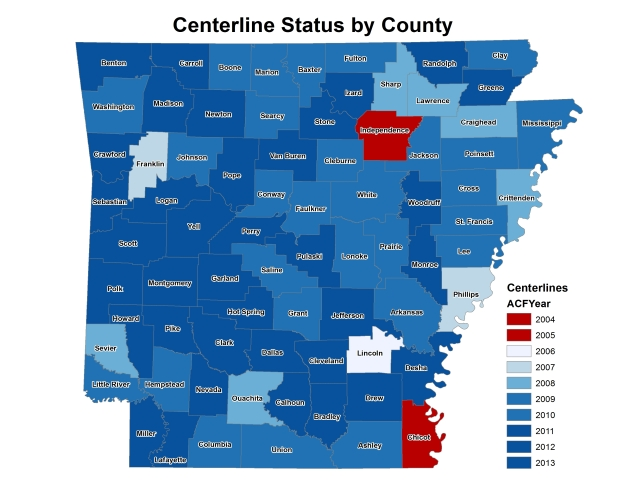 Centerline Status by County
Benton
Carroll
Boone
Marion
Baxter
Fulton
Randolph
Clay
Sharp
Izard
Greene
Lawrence
Washington
Madison
Newton
Searcy
Stone
Independence
Craighead
Mississippi
Crawford
Franklin
Johnson
Van Buren
Cleburne
Jackson
Poinsett
Pope
Sebastian
Logan
Conway
Faulkner
White
Woodruff
Cross
Crittenden
St. Francis
Scott
Yell
Perry
Pulaski
Lonoke
Prairie
Monroe
Lee
Saline
Garland
Polk
Montgomery
Phillips
Hot Spring
Grant
Jefferson
Arkansas
Howard
Pike
Clark
Dallas
Cleveland
Lincoln
Desha
Sevier
Little River
Hempstead
Nevada
Ouachita
Calhoun
Bradley
Drew
Miller
Lafayette
Columbia
Union
Ashley
Chicot
Centerlines
ACFYear
2004
2005
2006
2007
2008
2009
2010
2011
2012
2013